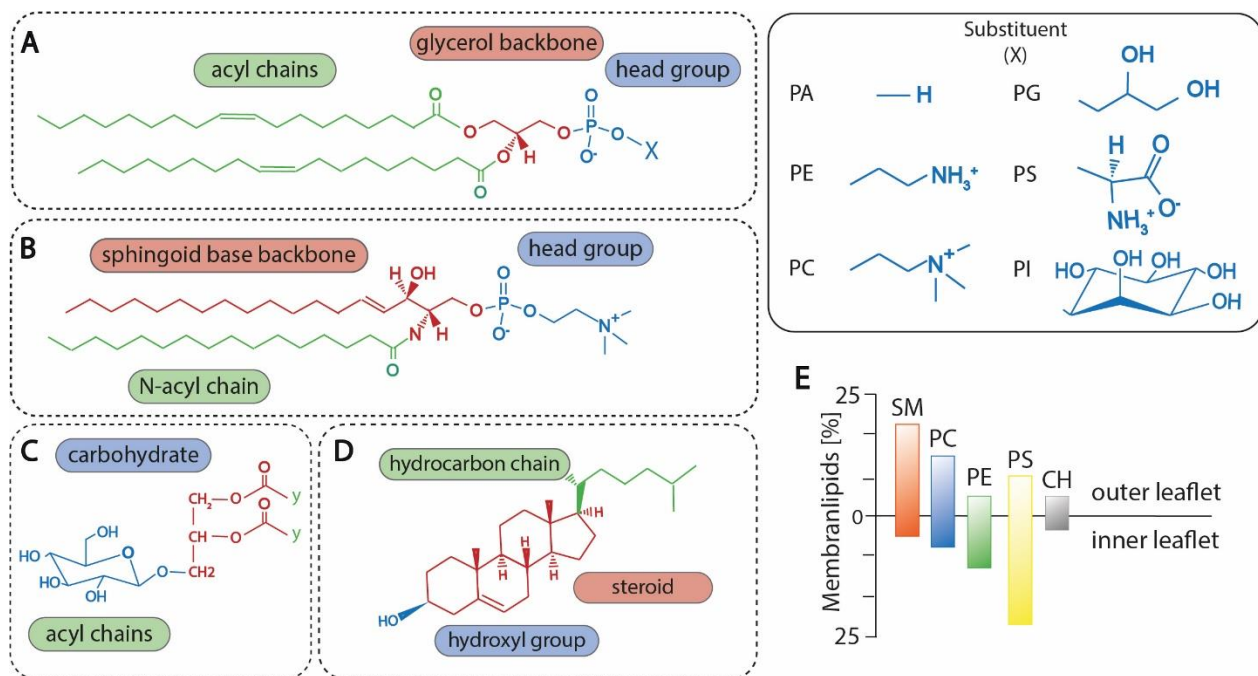 A
glycerol backbone
acyl chains
head group
O
O
O
O P O
O
H
O-
X
O
O
B
sphingoid base backbone
head group
H OH
O
O P O
N+
O-
N H
H
O
N-acyl chain
C
carbohydrate
O
CH2 O y
O
OH
CH O y
HO O
HO O CH2
OH
acyl chains
D
hydrocarbon chain
H
H
H H
steroid
HO
hydroxyl group
Substituent
(X)
PA H PG OH OH
PE NH3+ PS H O O- NH3+
PC N+ PI OH OH HO OH OH
E
Membranlipids [%]
25
0
25
SM
PC
PE
PS
CH
outer leaflet
inner leaflet